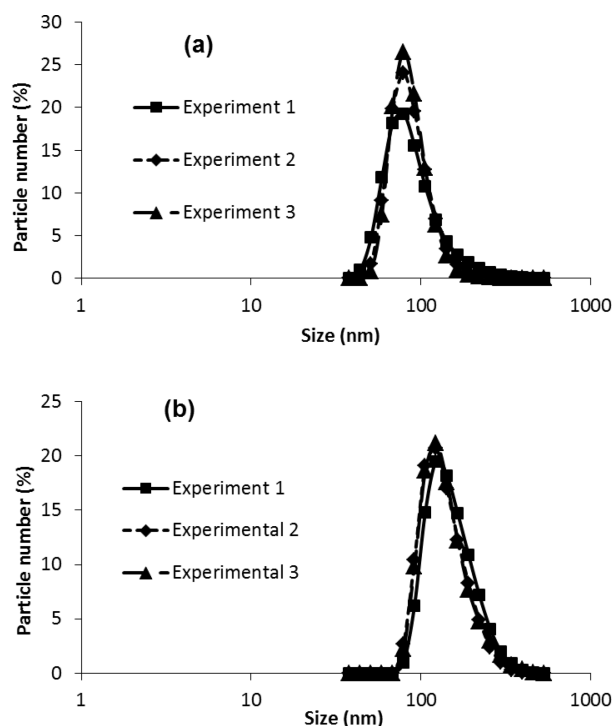 (a)
Particle number (%)
30
25
20
15
10
5
0
Experiment 1
Experiment 2
Experiment 3
1 10 100 1000
Size (nm)
(b)
Particle number (%)
25
20
15
10
5
0
Experiment 1
Experimental 2
Experimental 3
1 10 100 1000
Size (nm)